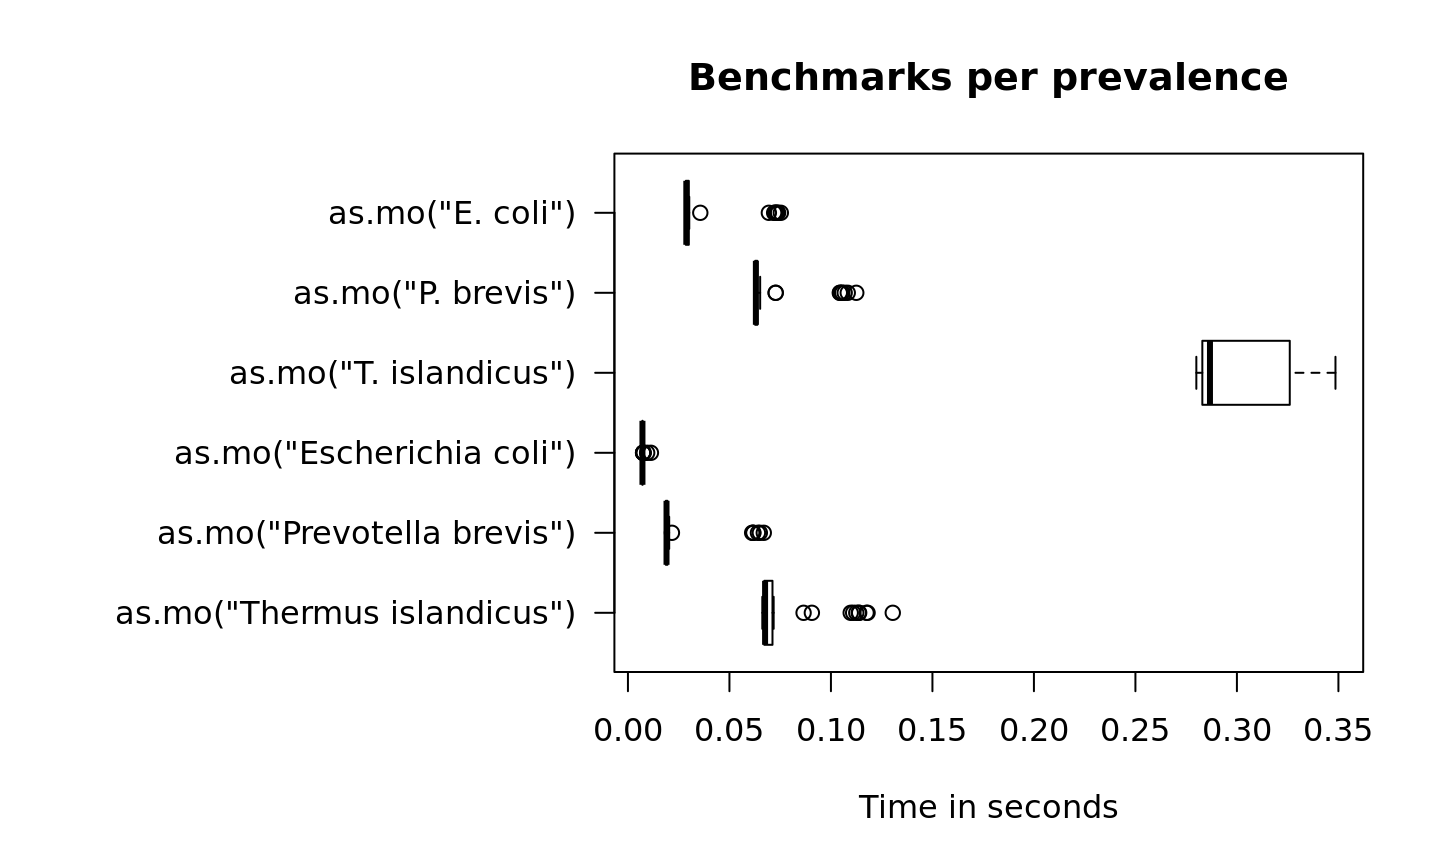 Benchmarks per prevalence
as.mo("E. coli")
as.mo("P. brevis")
as.mo("T. islandicus")
as.mo("Escherichia coli")
as.mo("Prevotella brevis")
as.mo("Thermus islandicus")
0.00 0.05 0.10 0.15 0.20 0.25 0.30 0.35
Time in seconds